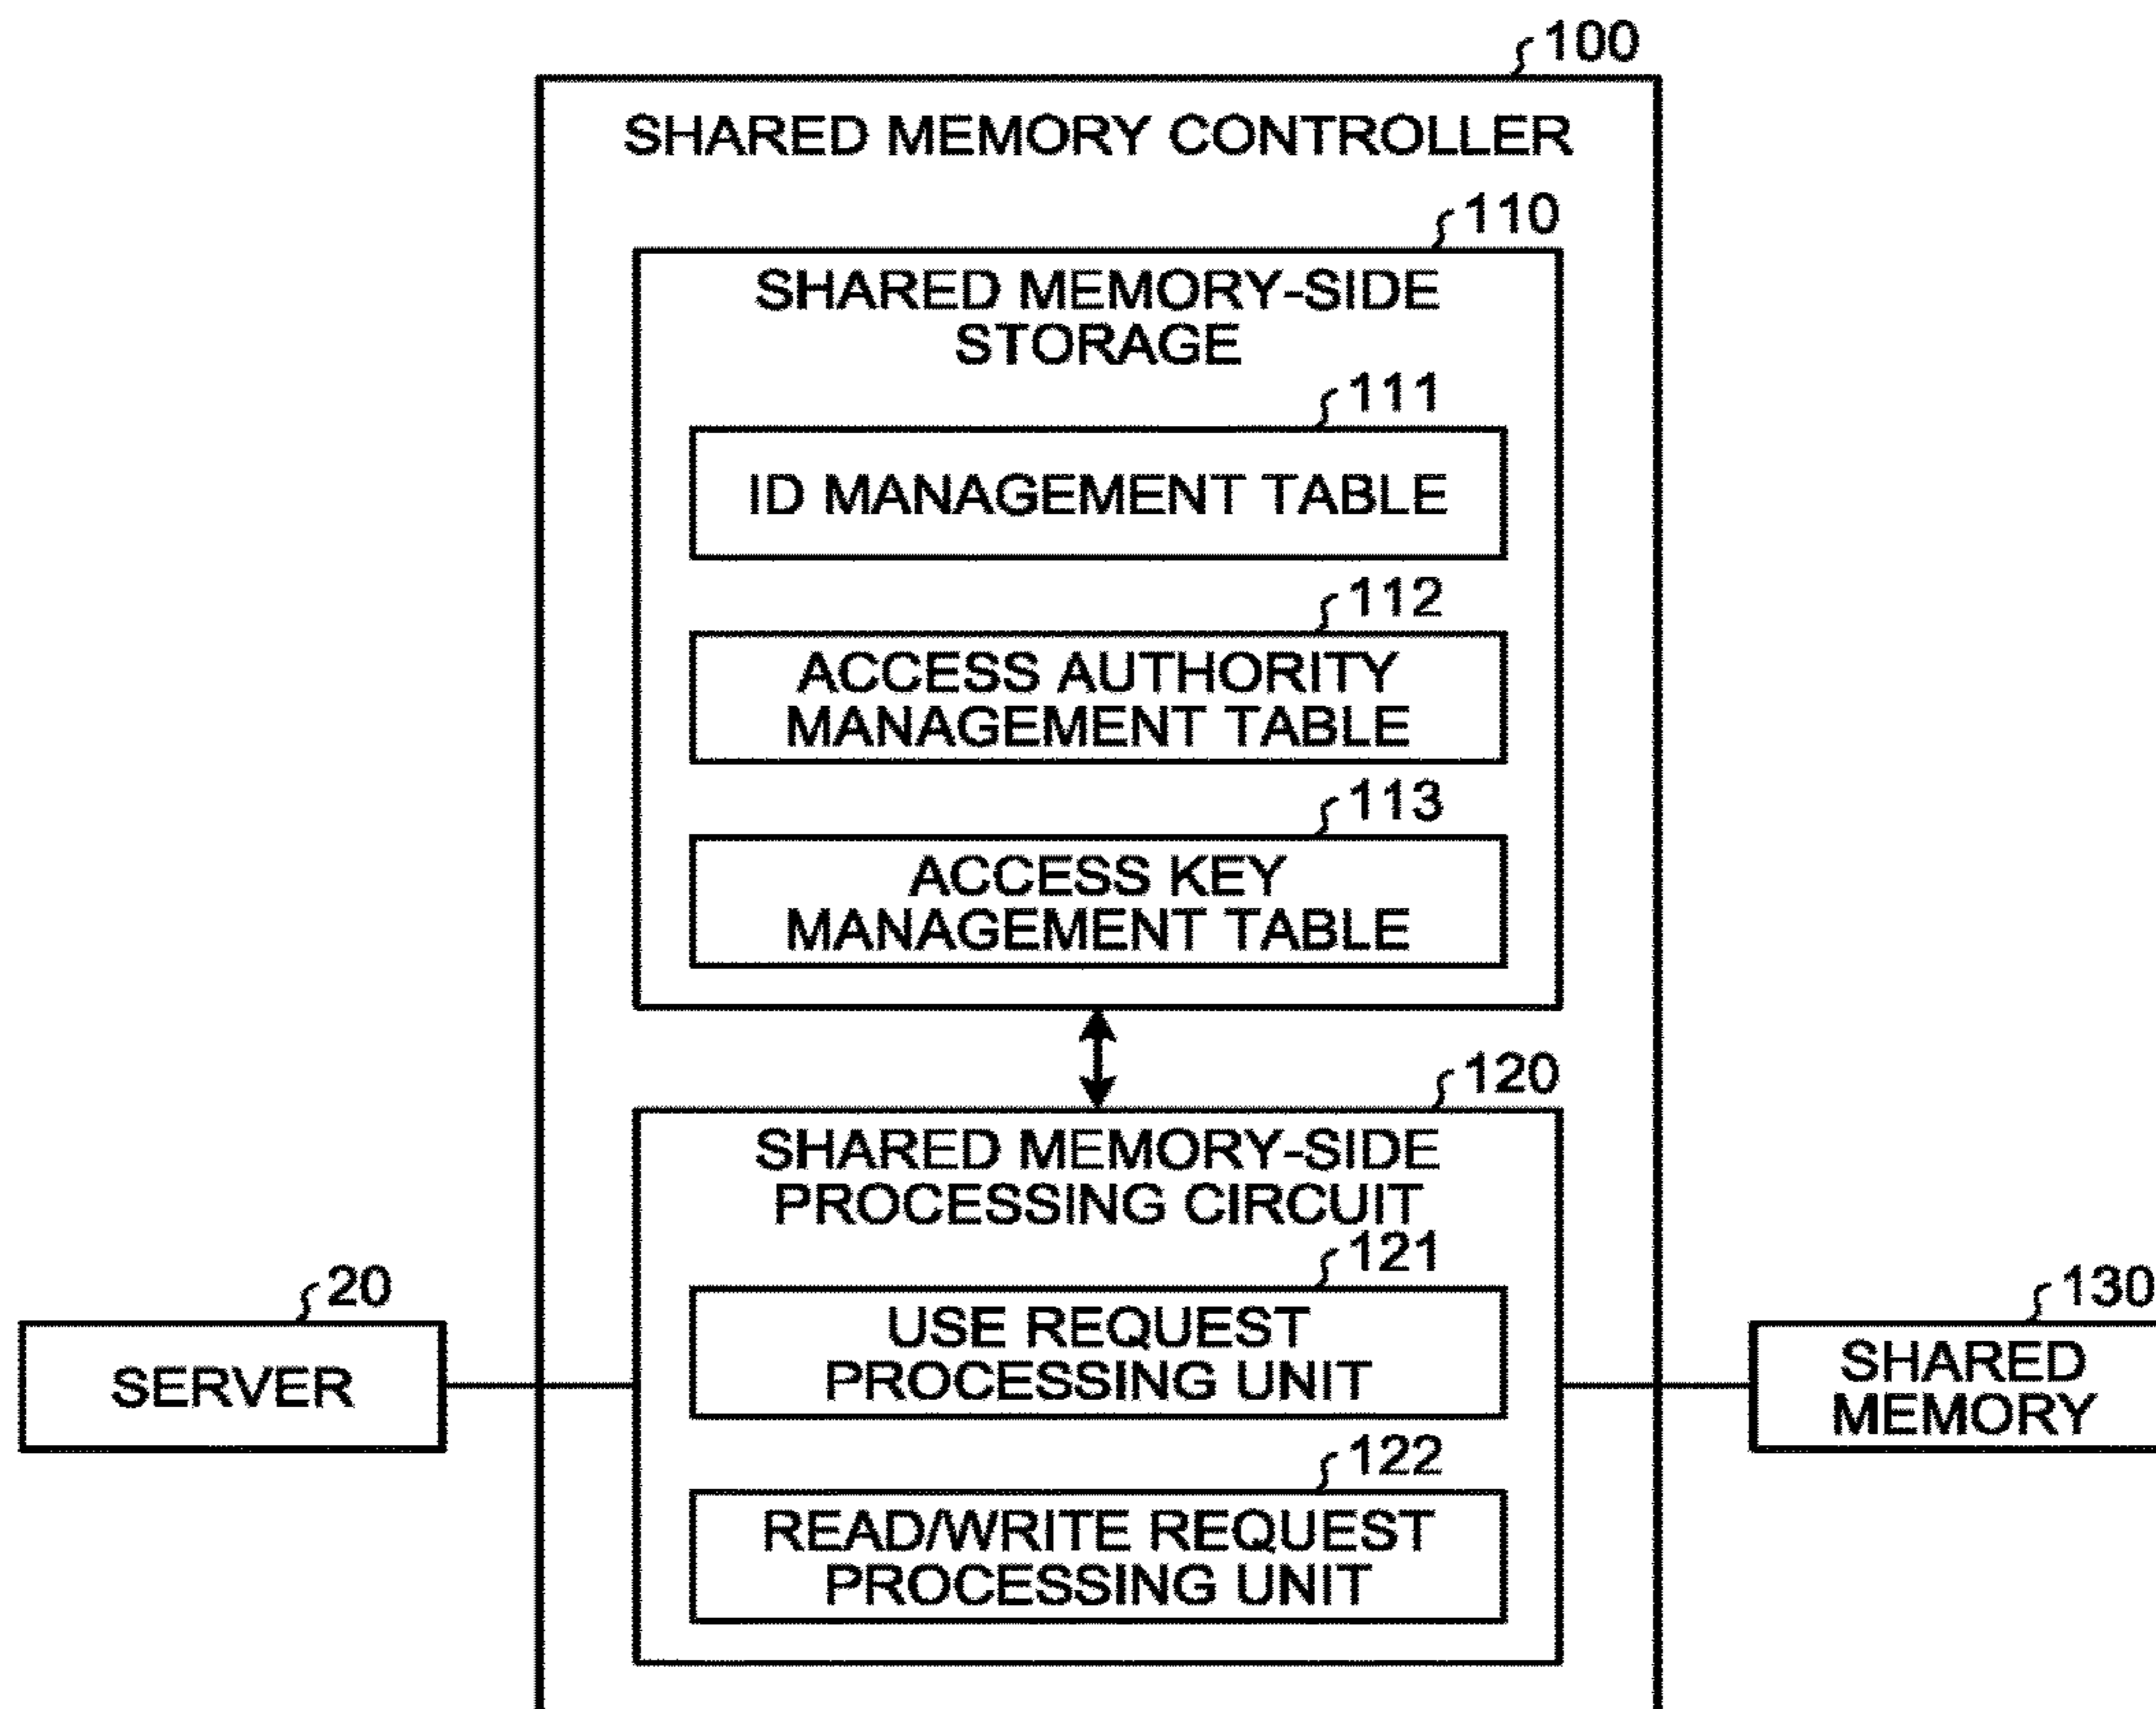 100
SHARED MEMORY CONTROLLER
110
SHARED MEMORY-SIDE
STORAGE
111
ID MANAGEMENT TABLE
112
ACCESS AUTHORITY
MANAGEMENT TABLE
113
ACCESS KEY
MANAGEMENT TABLE
120
SHARED MEMORY-SIDE
PROCESSING CIRCUIT
121
USE REQUEST
PROCESSING UNIT
122
READ/WRITE REQUEST
PROCESSING UNIT
20
SERVER
130
SHARED
MEMORY